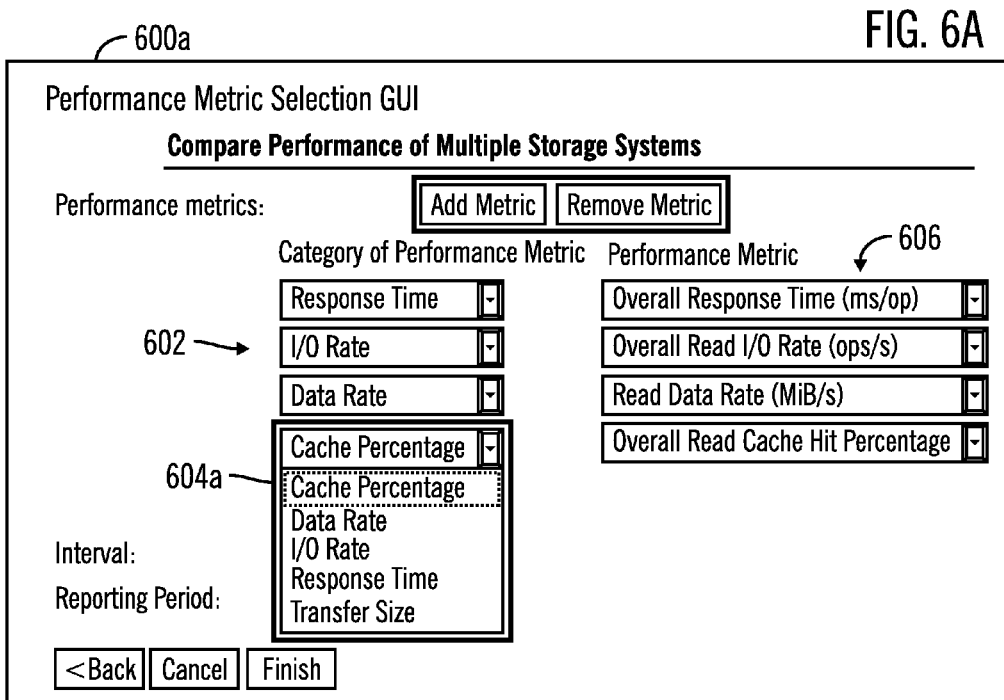 FIG. 6A
600a
Performance Metric Selection GUI
Compare Performance of Multiple Storage Systems
Performance metrics: Add Metric Remove Metric
Category of Performance Metric Performance Metric 606
Response Time Overall Response Time (ms/op)
602 I/O Rate Overall Read I/O Rate (ops/s)
Data Rate Read Data Rate (MiB/s)
Cache Percentage Overall Read Cache Hit Percentage
604a Cache Percentage
Data Rate
Interval: I/O Rate
Response Time
Reporting Period: Transfer Size
<Back Cancel Finish